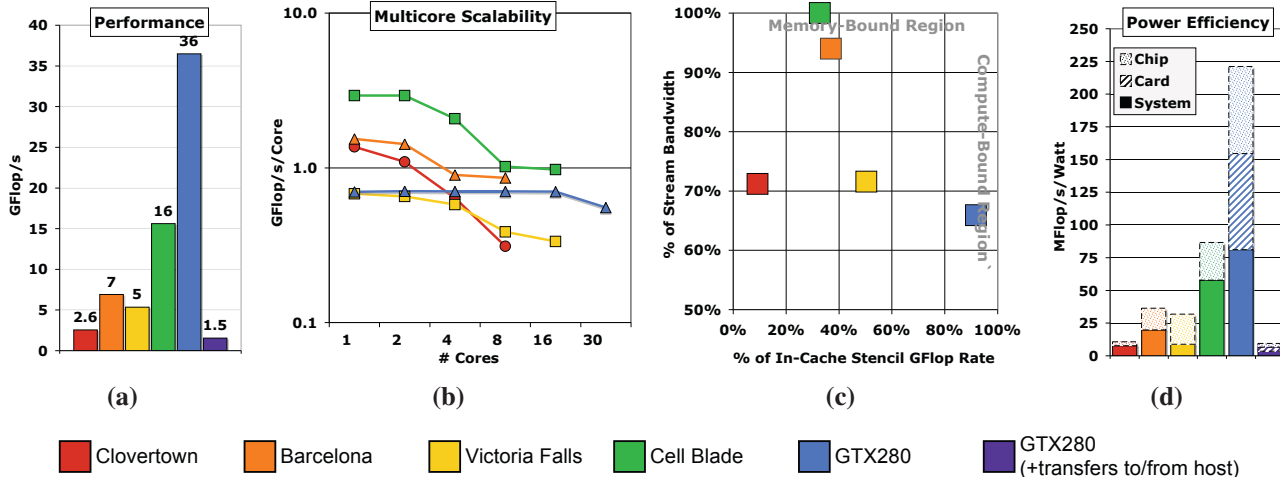 Performance
GFlop/s
40
35
30
25
20
15
10
5
0
2.6
7
5
16
36
1.5
(a)
Multicore Scalability
GFlop/s/Core
10.0
1.0
0.1
1 2 4 8 16 30
# Cores
(b)
% of Stream Bandwidth
100%
90%
80%
70%
60%
50%
Memory-Bound Region
Compute-Bound Region`
0% 20% 40% 60% 80% 100%
% of In-Cache Stencil GFlop Rate
(c)
Power Efficiency
MFlop/s/Watt
250
225
200
175
150
125
100
75
50
25
0
Chip
Card
System
(d)
Clovertown
Barcelona
Victoria Falls
Cell Blade
GTX280
GTX280
(+transfers to/from host)